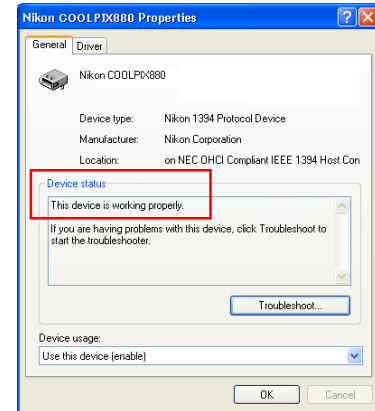 Nikon COOLPIX880 Properties
General Driver
Nikon COOLPIX880
Device type: Nikon 1394 Protocol Device
Manufacturer: Nikon Corporation
Location: on NEC OHCI Compliant IEEE 1394 Host Con
Device status
This device is working properly.
If you are having problems with this device, click Troubleshoot to
start the troubleshooter.
Troubleshoot...
Device usage:
Use this device (enable)
OK Cancel